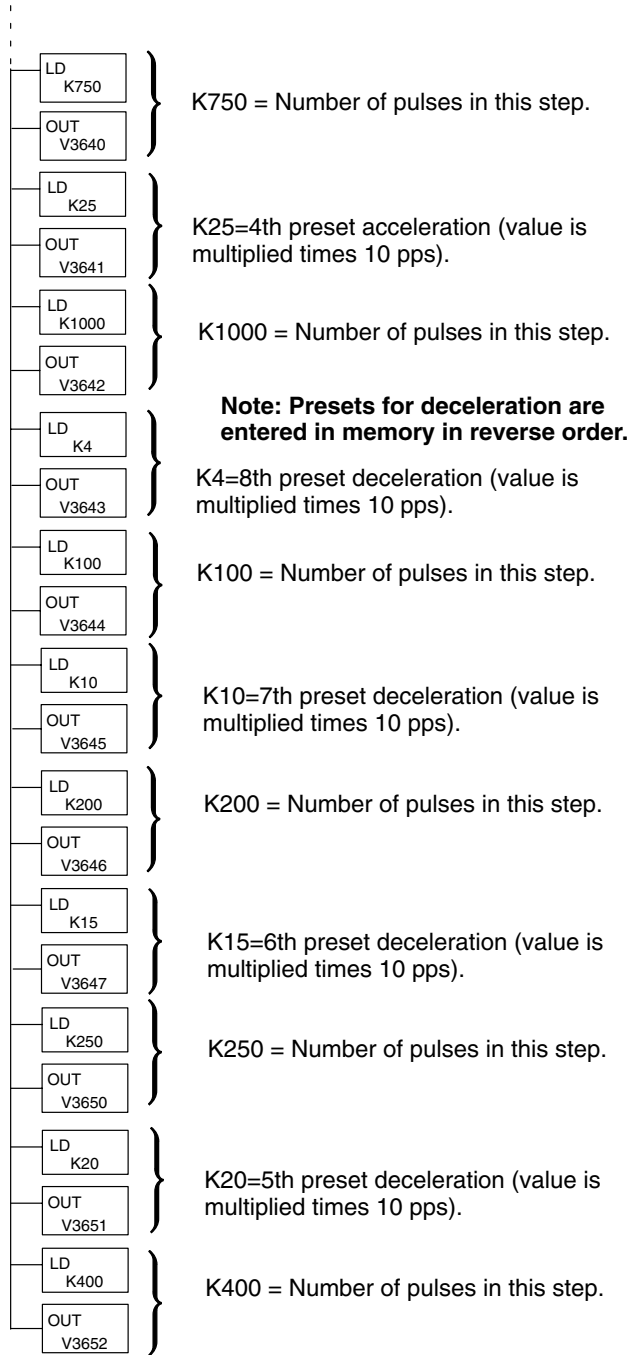 LD
K750
K750 = Number of pulses in this step.
OUT
V3640
LD
K25
K25=4th preset acceleration (value is
multiplied times 10 pps).
OUT
V3641
LD
K1000
K1000 = Number of pulses in this step.
OUT
V3642
Note: Presets for deceleration are
entered in memory in reverse order.
LD
K4
K4=8th preset deceleration (value is
multiplied times 10 pps).
OUT
V3643
LD
K100
K100 = Number of pulses in this step.
OUT
V3644
LD
K10
K10=7th preset deceleration (value is
multiplied times 10 pps).
OUT
V3645
LD
K200
K200 = Number of pulses in this step.
OUT
V3646
LD
K15
K15=6th preset deceleration (value is
multiplied times 10 pps).
OUT
V3647
LD
K250
K250 = Number of pulses in this step.
OUT
V3650
LD
K20
K20=5th preset deceleration (value is
multiplied times 10 pps).
OUT
V3651
LD
K400
K400 = Number of pulses in this step.
OUT
V3652